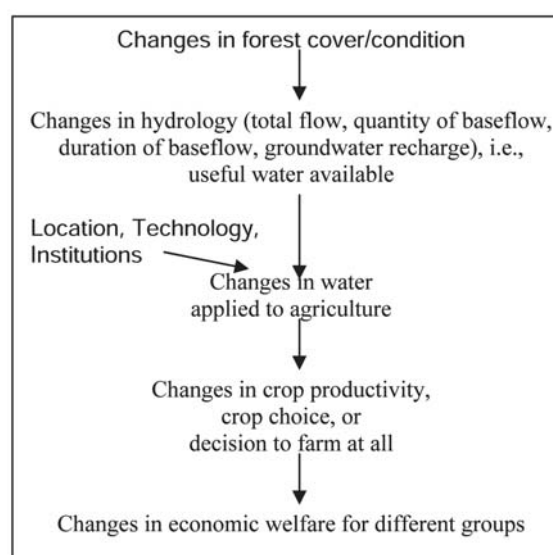 Changes in forest cover/condition
Changes in hydrology (total flow, quantity of baseflow,
duration of baseflow, groundwater recharge), i.e.,
useful water available
Location, Technology,
Institutions
Changes in water
applied to agriculture
Changes in crop productivity,
crop choice, or
decision to farm at all
Changes in economic welfare for different groups